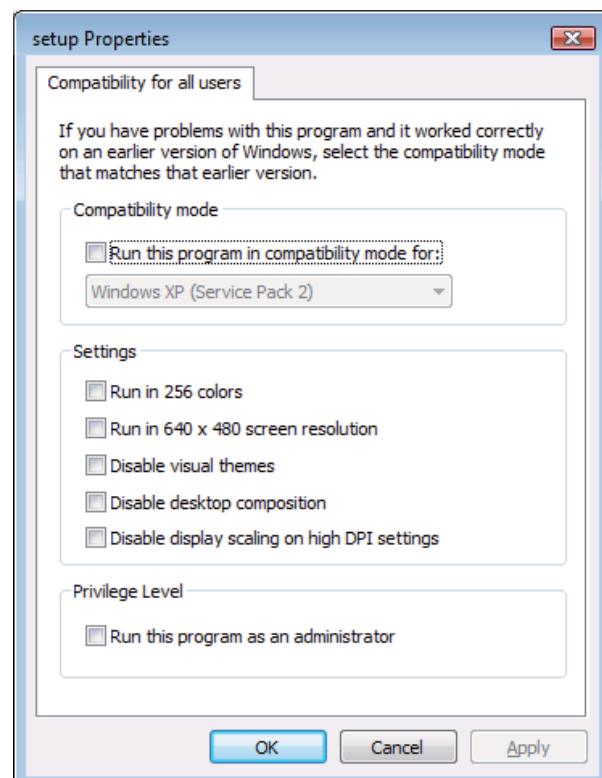 setup Properties
Compatibility for all users
If you have problems with this program and it worked correctly
on an earlier version of Windows, select the compatibility mode
that matches that earlier version.
Compatibility mode
Run this program in compatibility mode for:
Windows XP (Service Pack 2)
Settings
Run in 256 colors
Run in 640 x 480 screen resolution
Disable visual themes
Disable desktop composition
Disable display scaling on high DPI settings
Privilege Level
Run this program as an administrator
OK Cancel Apply